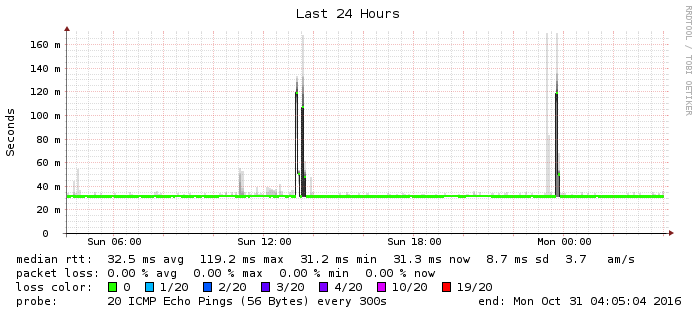 Last 24 Hours
RRDTOOL / TOBI OETIKER
Seconds
160 m
140 m
120 m
100 m
80 m
60 m
40 m
20 m
0
Sun 06:00 Sun 12:00 Sun 18:00 Mon 00:00
median rtt: 32.5 ms avg 119.2 ms max 31.2 ms min 31.3 ms now 8.7 ms sd 3.7 am/s
packet loss: 0.00 % avg 0.00 % max 0.00 % min 0.00 % now
loss color: 0 1/20 2/20 3/20 4/20 10/20 19/20
probe: 20 ICMP Echo Pings (56 Bytes) every 300s end: Mon Oct 31 04:05:04 2016